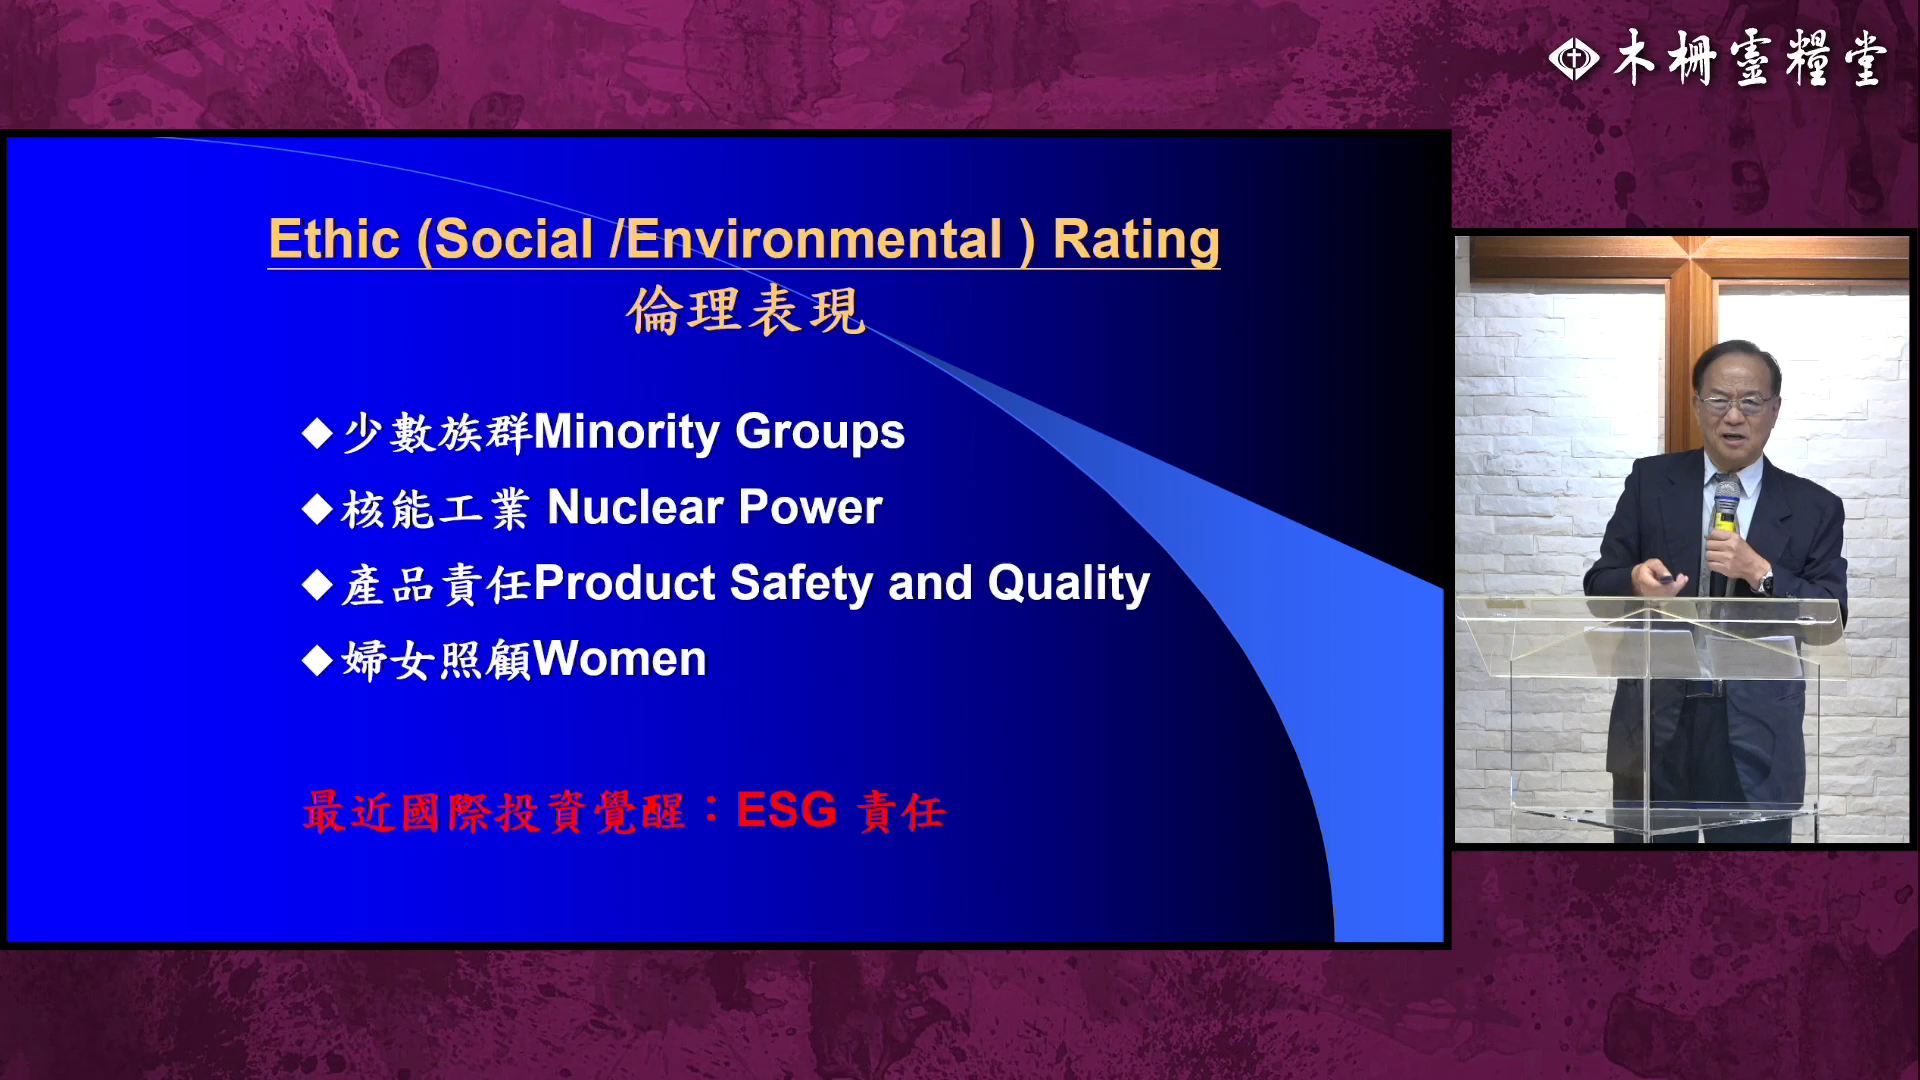 木柵靈糧堂
Ethic (Social /Environmental ) Rating
倫理表現
◆少數族群Minority Groups
◆核能工業 Nuclear Power
◆產品責任Product Safety and Quality
◆婦女照顧Women
最近國際投資覺醒：ESG 責任